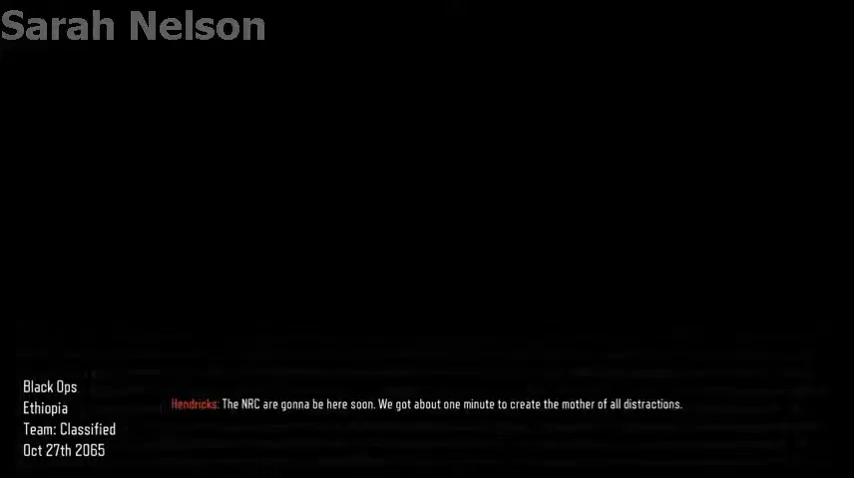 Sarah Nelson
Black Ops
Ethiopia
Team: Classified
Oct 27th 2065
Hendricks: The NRC are gonna be here soon. We got about one minute to create the mother of all distractions.